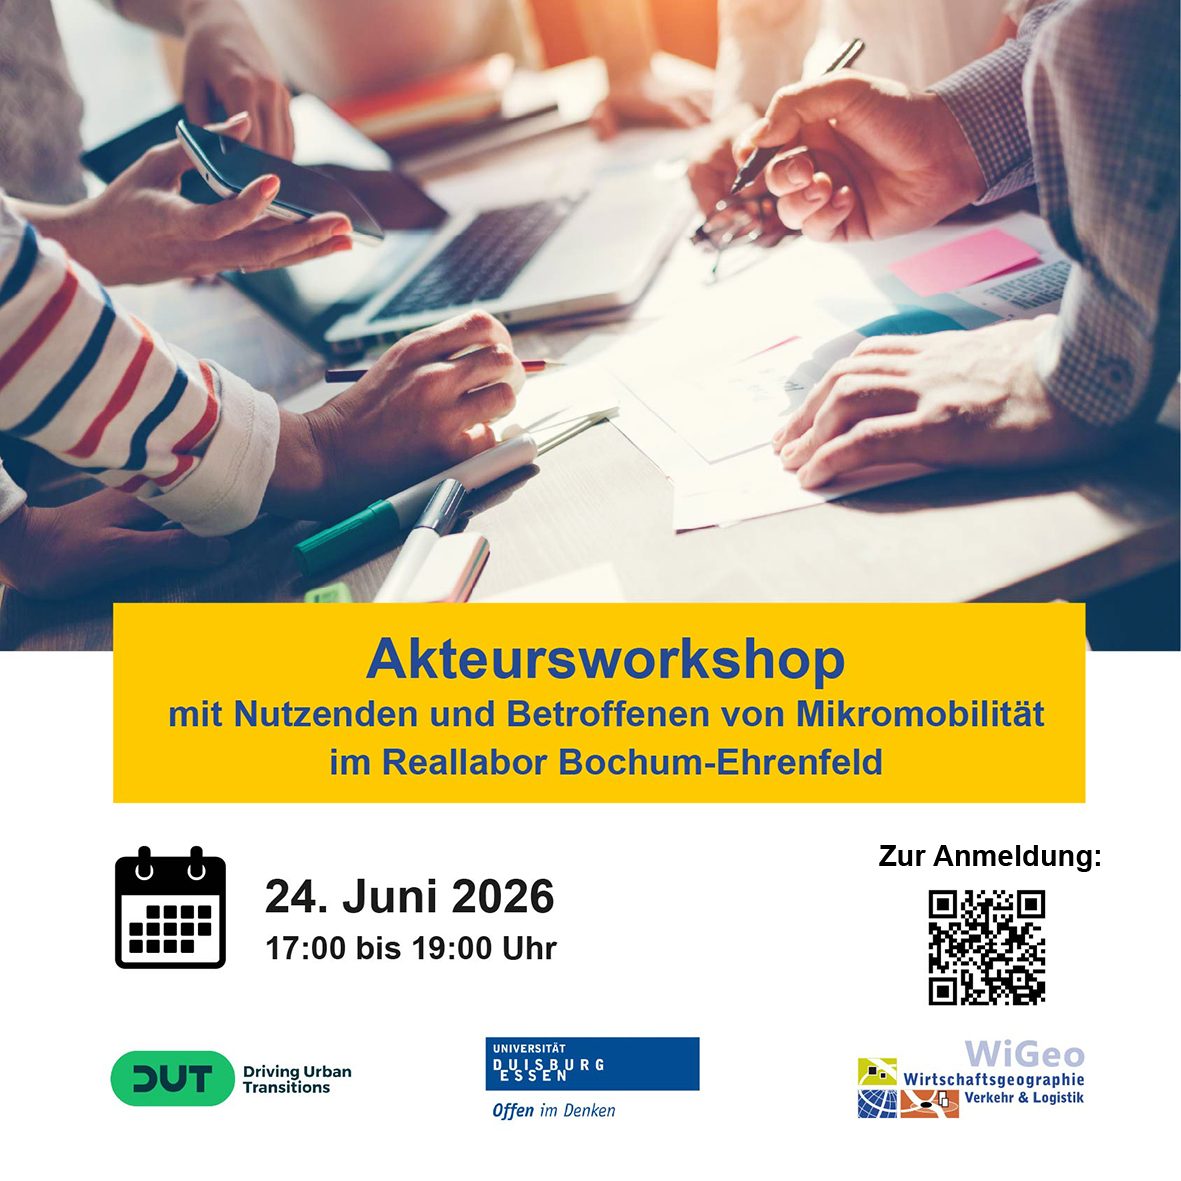 Akteursworkshop
mit Nutzenden und Betroffenen von Mikromobilität
im Reallabor Bochum-Ehrenfeld
24. Juni 2026
17:00 bis 19:00 Uhr
Zur Anmeldung:
DUT
Driving Urban
Transitions
UNIVERSITÄT
DUISBURG
ESSEN
Offen im Denken
WiGeo
Wirtschaftsgeographie
Verkehr & Logistik